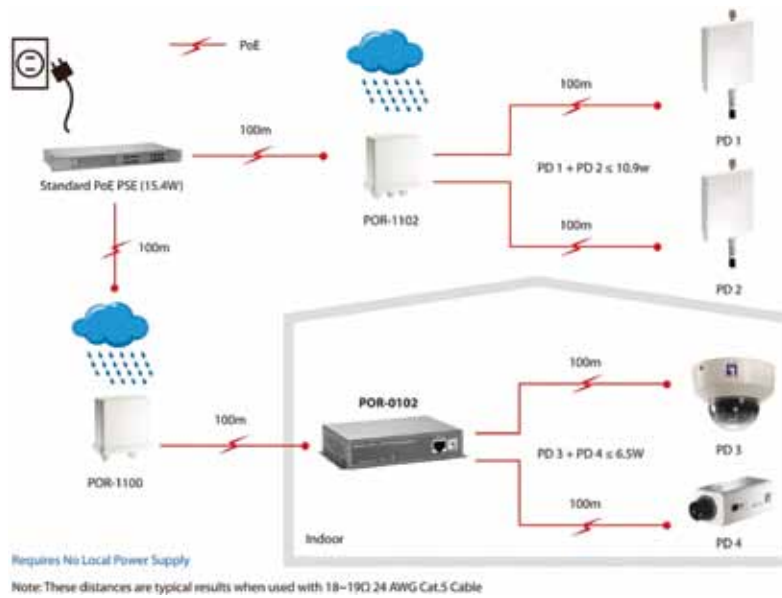 PoE
100m
100m
PD 1
Standard PoE PSE (15.4W)
PD 1 + PD 2 ≤ 10.9w
POR-1102
100m
100m
PD 2
100m
POR-0102
100m
PD 3 + PD 4 ≤ 6.5W
PD 3
POR-1100
100m
Indoor
PD 4
Requires No Local Power Supply
Note: These distances are typical results when used with 18~19Ω 24 AWG Cat.5 Cable